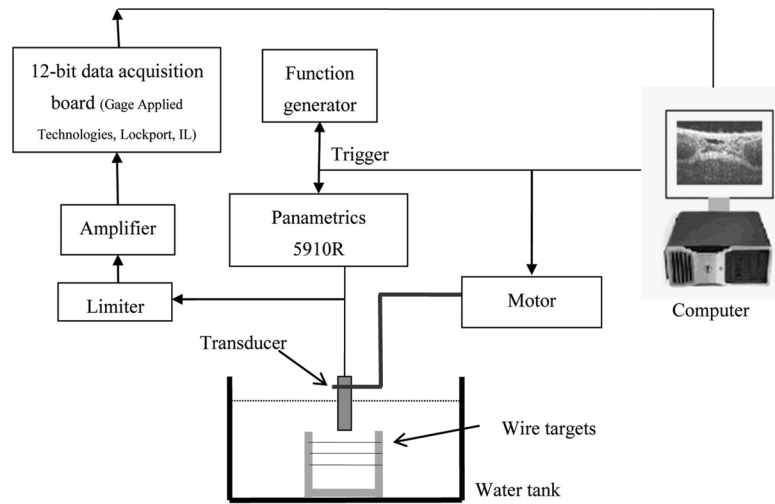 12-bit data acquisition
board (Gage Applied
Technologies, Lockport, IL)
Function
generator
Trigger
Amplifier
Panametrics
5910R
Limiter
Motor
Computer
Transducer
Wire targets
Water tank